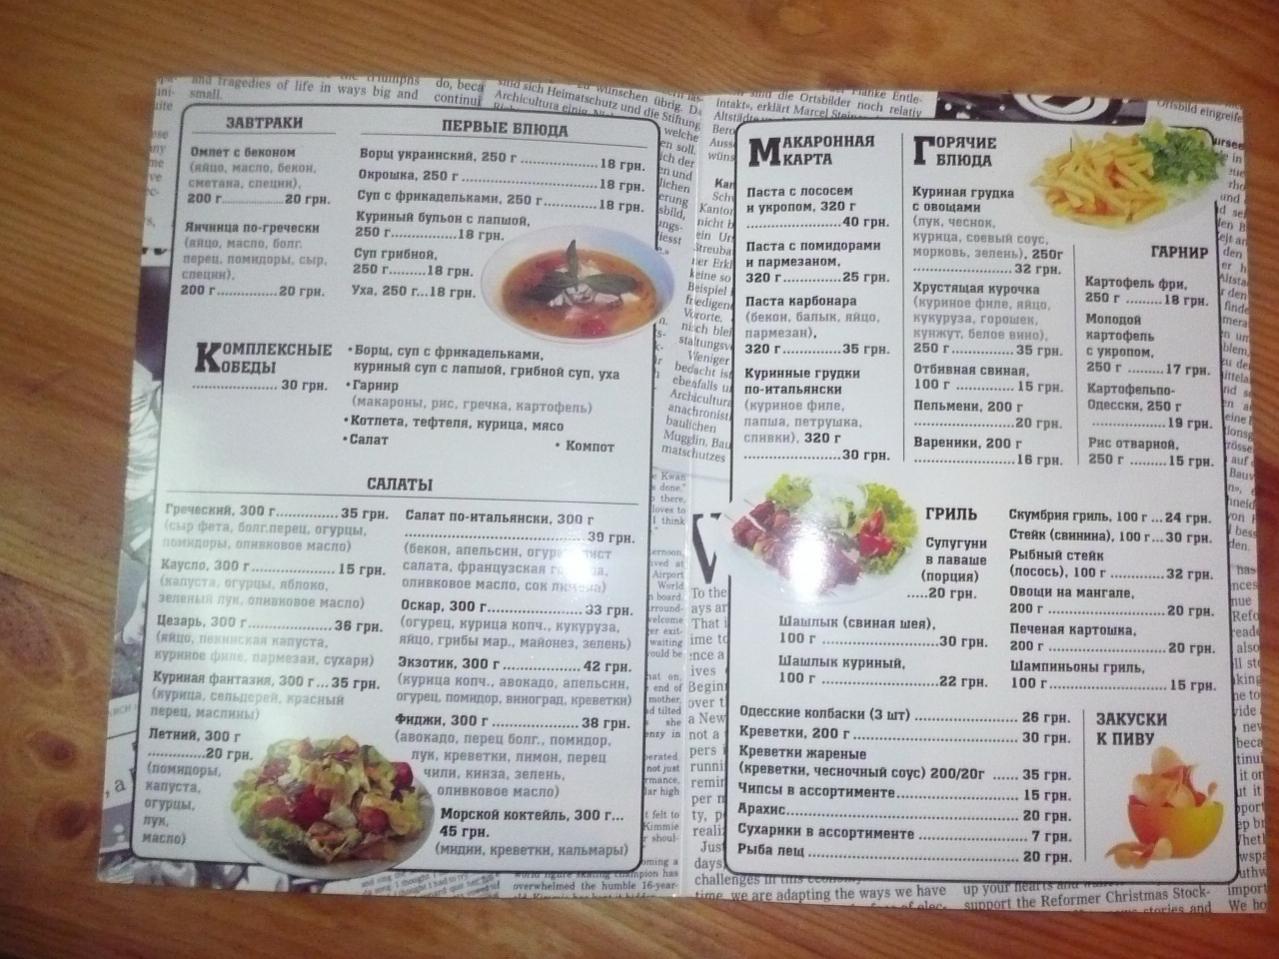 ЗАВТРАКИ
Омлет с беконом
(яйцо, масло, бекон,
сметана, специи),
200 г....................20 грн.
Яичница по-гречески
(яйцо, масло, болг.
перец, помидоры, сыр,
специи),
200 г....................20 грн.
ПЕРВЫЕ БЛЮДА
Борщ украинский, 250 г ....................18 грн.
Окрошка, 250 г ....................18 грн.
Суп с фрикадельками, 250 г....................18 грн.
Куриный бульон с лапшой,
250 г.........18 грн.
Суп грибной,
250 г.........18 грн.
Уха, 250 г...18 грн.
КОМПЛЕКСНЫЕ
ОБЕДЫ
.................... 30 грн.
• Борщ, суп с фрикадельками,
куриный суп с лапшой, грибной суп, уха
• Гарнир
(макароны, рис, гречка, картофель)
• Котлета, тефтеля, курица, мясо
• Салат • Компот
САЛАТЫ
Греческий, 300 г....................35 грн.
(сыр фета, болг.перец, огурцы,
помидоры, оливковое масло)
Каусло, 300 г....................15 грн.
(капуста, огурцы, яблоко,
зеленый лук, оливковое масло)
Цезарь, 300 г....................36 грн.
(яйцо, пекинская капуста,
куриное филе, пармезан, сухари)
Куриная фантазия, 300 г...35 грн.
(курица, сельдерей, красный
перец, маслины)
Летний, 300 г
....................20 грн.
(помидоры,
капуста,
огурцы,
лук,
масло)
Салат по-итальянски, 300 г
....................39 грн.
(бекон, апельсин, лист
салата, французская
оливковое масло, сок
Оскар, 300 г....................33 грн.
(огурец, курица копч., кукуруза,
яйцо, грибы мар., майонез, зелень)
Экзотик, 300 г ....................42 грн.
(курица копч., авокадо, апельсин,
огурец, помидор, виноград, креветки)
Фиджи, 300 г ....................38 грн.
(авокадо, перец болг., помидор,
лук, креветки, лимон, перец
чили, кинза, зелень,
оливковое масло)
Морской коктейль, 300 г...
45 грн.
(мидии, креветки, кальмары)
МАКАРОННАЯ
КАРТА
Паста с лососем
и укропом, 320 г
....................40 грн.
Паста с помидорами
и пармезаном,
320 г....................25 грн.
Паста карбонара
(бекон, балык, яйцо,
пармезан),
320 г....................35 грн.
Куринные грудки
по-итальянски
(куриное филе,
лапша, петрушка,
сливки), 320 г
....................30 грн.
ГОРЯЧИЕ
БЛЮДА
Куриная грудка
с овощами
(лук, чеснок,
курица, соевый соус,
морковь, зелень), 250г
....................32 грн.
Хрустящая курочка
(куриное филе, яйцо,
кукуруза, горошек,
кунжут, белое вино),
250 г....................35 грн.
Отбивная свиная,
100 г ....................15 грн.
Пельмени, 200 г
....................20 грн.
Вареники, 200 г
....................16 грн.
ГАРНИР
Картофель фри,
250 г .........18 грн.
Молодой
картофель
с укропом,
250 г .........17 грн.
Картофельпо-
Одесски, 250 г
....................19 грн.
Рис отварной,
250 г .........15 грн.
ГРИЛЬ
Сулугуни
в лаваше
(порция)
.....20 грн.
Шашлык (свиная шея),
100 г ....................30 грн.
Шашлык куриный,
100 г ....................22 грн.
Скумбрия гриль, 100 г ...24 грн.
Стейк (свинина), 100 г...30 грн.
Рыбный стейк
(лосось), 100 г ....................32 грн.
Овощи на мангале,
200 г ....................20 грн.
Печеная картошка,
200 г ....................20 грн.
Шампиньоны гриль,
100 г ....................15 грн.
ЗАКУСКИ
К ПИВУ
Одесские колбаски (3 шт) ....................26 грн.
Креветки, 200 г ....................30 грн.
Креветки жареные
(креветки, чесночный соус) 200/20г ......35 грн.
Чипсы в ассортименте....................15 грн.
Арахис....................20 грн.
Сухарики в ассортименте ....................7 грн.
Рыба лещ ....................20 грн.